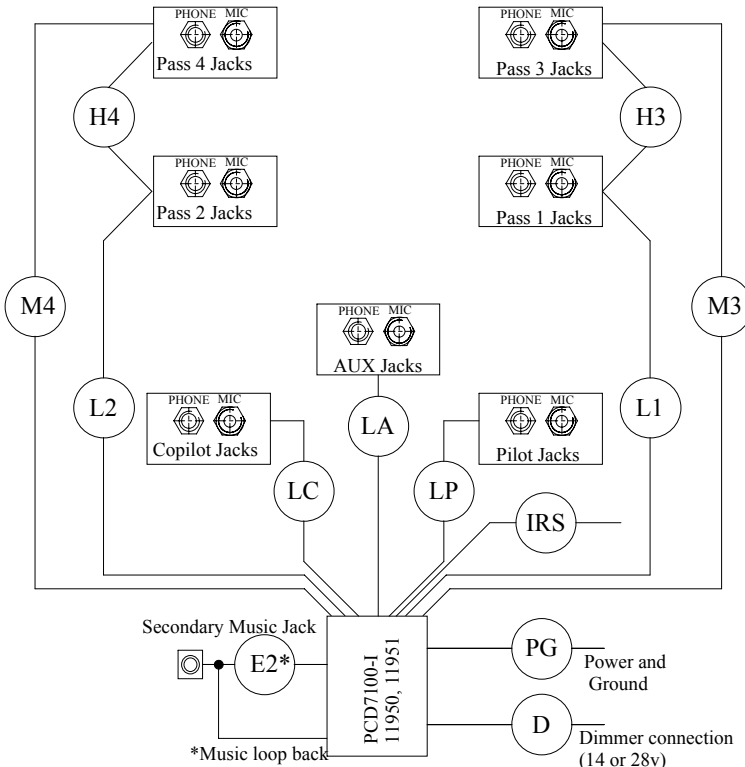 PHONE MIC
Pass 4 Jacks
PHONE MIC
Pass 3 Jacks
H4
H3
PHONE MIC
Pass 2 Jacks
PHONE MIC
Pass 1 Jacks
M4
M3
PHONE MIC
AUX Jacks
L2
PHONE MIC
Copilot Jacks
LA
PHONE MIC
Pilot Jacks
L1
LC
LP
IRS
Secondary Music Jack
E2*
PCD7100-I
11950, 11951
PG
Power and
Ground
D
*Music loop back
Dimmer connection
(14 or 28v)